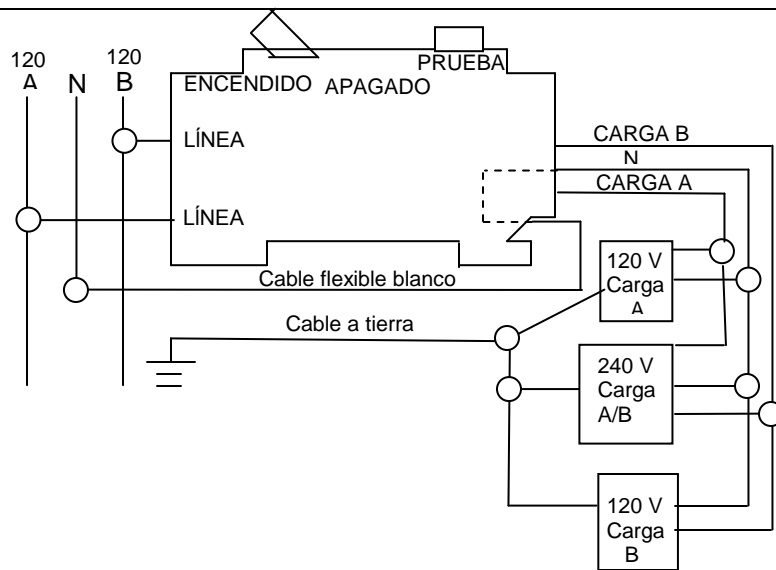 120
A
N
120
B
PRUEBA
ENCENDIDO
APAGADO
LÍNEA
LÍNEA
CARGA B
N
CARGA A
Cable flexible blanco
Cable a tierra
120 V
Carga
A
240 V
Carga
A/B
120 V
Carga
B